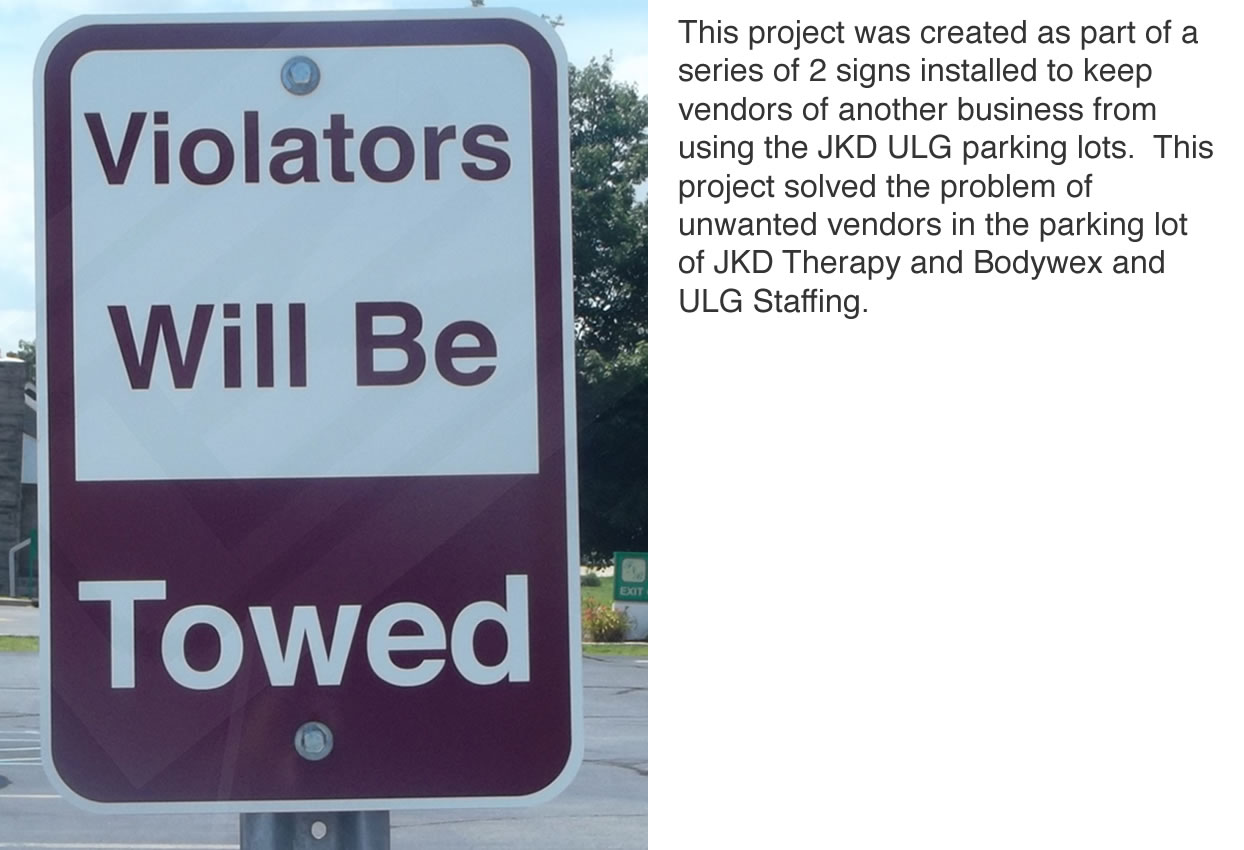 Violators
Will Be
Towed
EXIT
This project was created as part of a
series of 2 signs installed to keep
vendors of another business from
using the JKD ULG parking lots.  This
project solved the problem of
unwanted vendors in the parking lot
of JKD Therapy and Bodywex and
ULG Staffing.